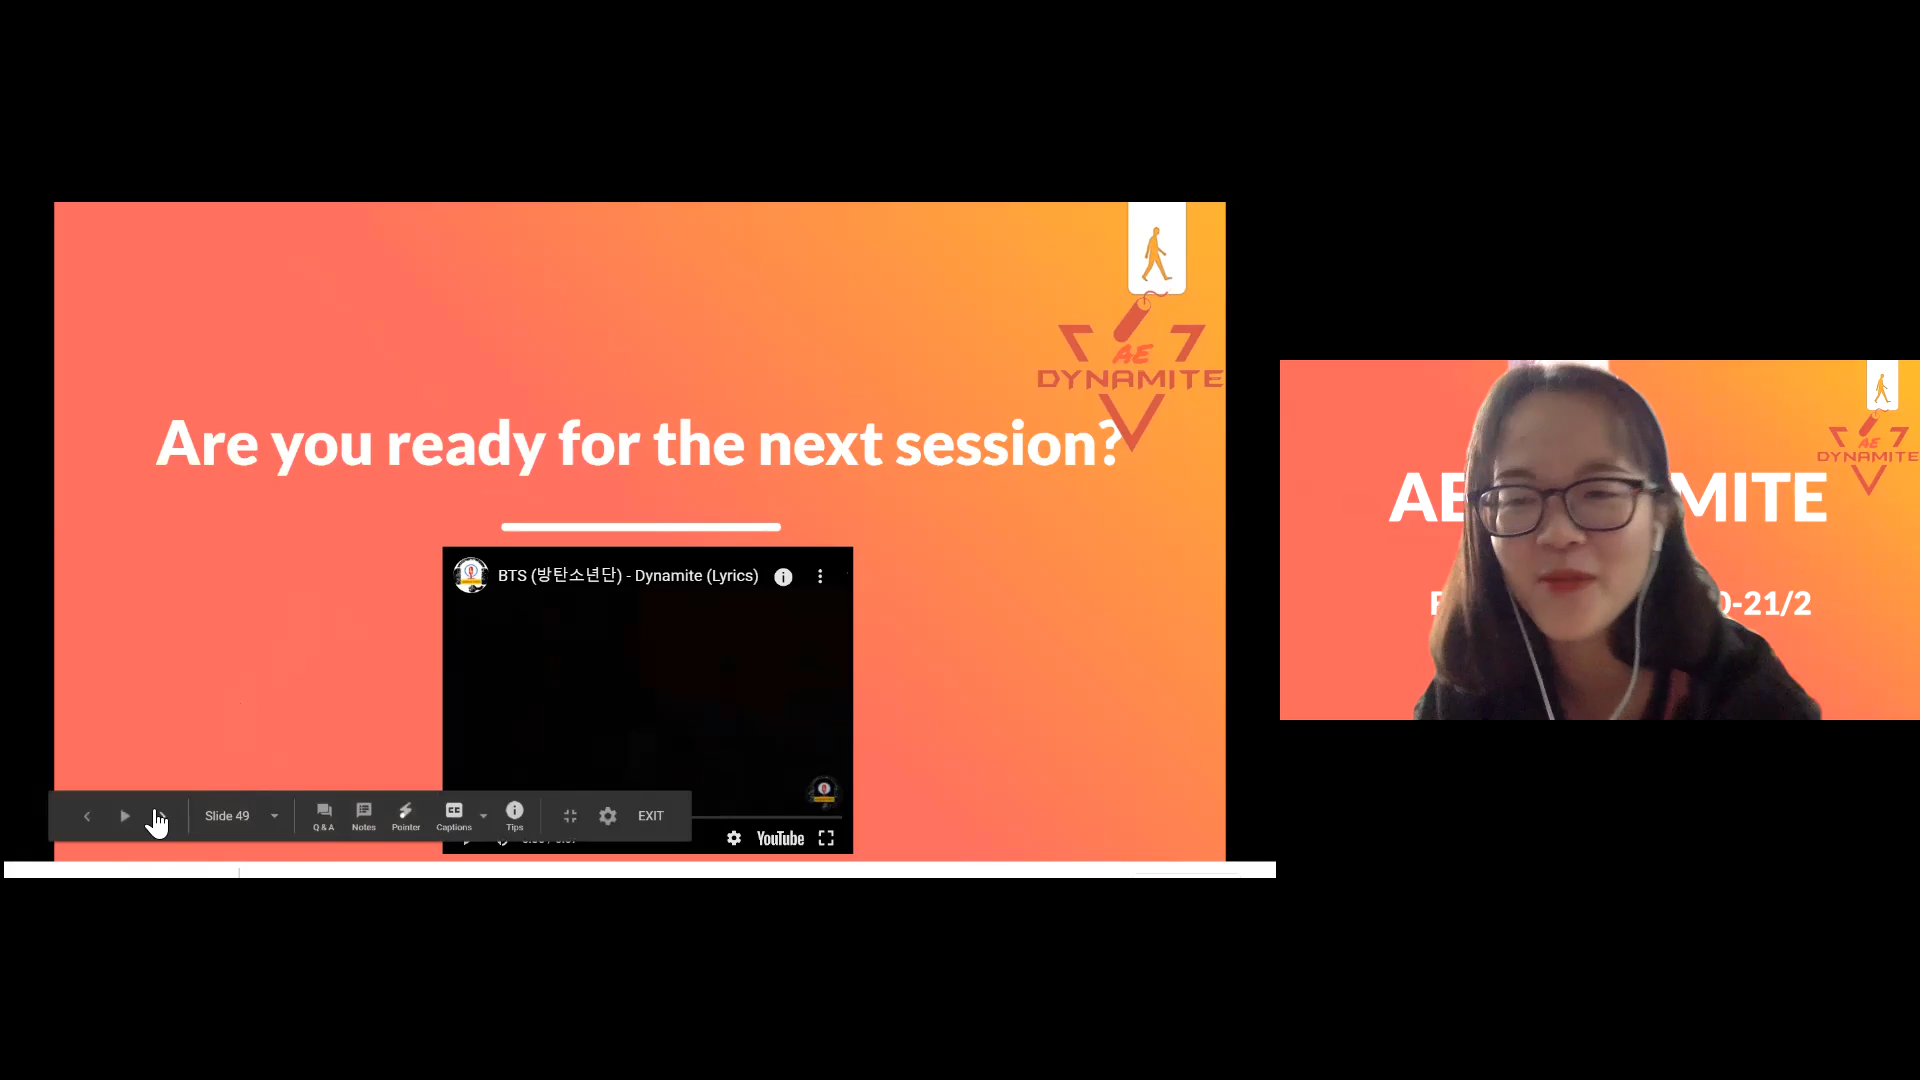 AE
DYNAMITE
Are you ready for the next session?
BTS (방탄소년단) - Dynamite (Lyrics)
Slide 49
Q & A
Notes
Pointer
Captions
Tips
EXIT
YouTube
AE
DYNAMITE
AE MITE
-21/2